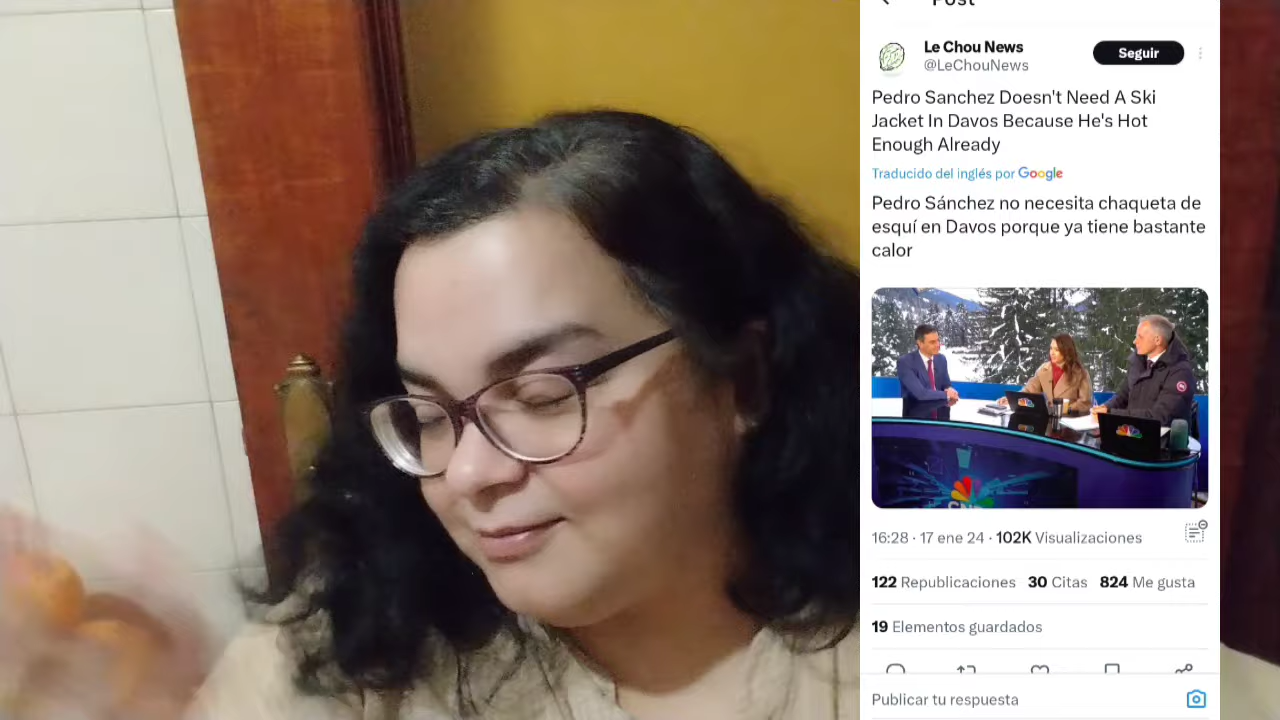 Post
Le Chou News
@LeChouNews
Seguir
Pedro Sanchez Doesn't Need A Ski
Jacket In Davos Because He's Hot
Enough Already
Traducido del inglés por Google
Pedro Sánchez no necesita chaqueta de
esquí en Davos porque ya tiene bastante
calor
16:28 · 17 ene 24 · 102K Visualizaciones
122 Republicaciones 30 Citas 824 Me gusta
19 Elementos guardados
Publicar tu respuesta